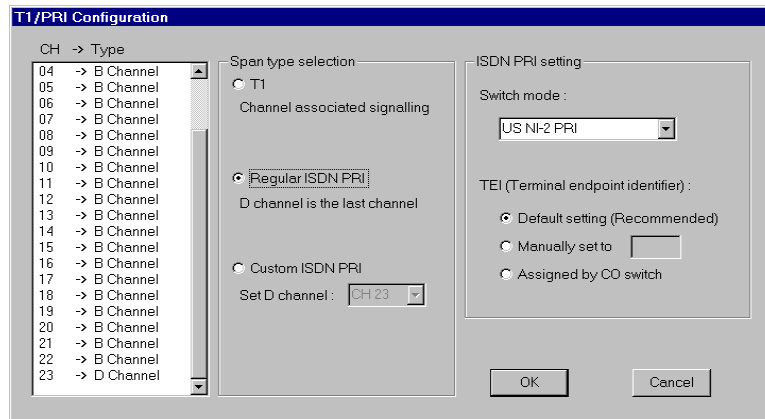 T1/PRI Configuration
CH -> Type
04 -> B Channel
05 -> B Channel
06 -> B Channel
07 -> B Channel
08 -> B Channel
09 -> B Channel
10 -> B Channel
11 -> B Channel
12 -> B Channel
13 -> B Channel
14 -> B Channel
15 -> B Channel
16 -> B Channel
17 -> B Channel
18 -> B Channel
19 -> B Channel
20 -> B Channel
21 -> B Channel
22 -> B Channel
23 -> D Channel
Span type selection
T1
Channel associated signalling
Regular ISDN PRI
D channel is the last channel
Custom ISDN PRI
Set D channel : CH 23
ISDN PRI setting
Switch mode :
US NI-2 PRI
TEI (Terminal endpoint identifier) :
Default setting (Recommended)
Manually set to
Assigned by CO switch
OK
Cancel